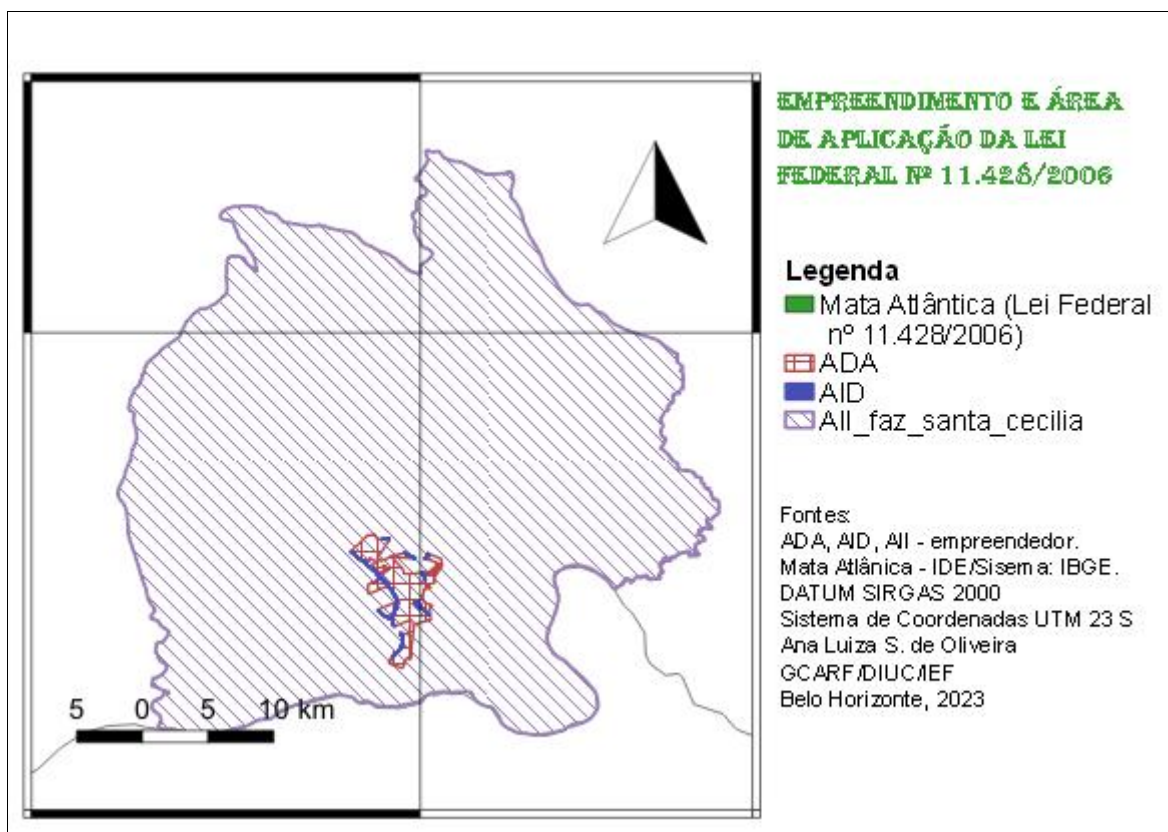 EMPREENDIMENTO E ÁREA
DE APLICAÇÃO DA LEI
FEDERAL Nº 11.428/2006
Legenda
Mata Atlântica (Lei Federal
nº 11.428/2006)
ADA
AID
AII_faz_santa_cecilia
Fontes:
ADA, AID, AII - empreendedor.
Mata Atlânica - IDE/Sisema: IBGE.
DATUM SIRGAS 2000
Sistema de Coordenadas UTM 23 S
Ana Luiza S. de Oliveira
GCARF/DIUC/IEF
Belo Horizonte, 2023
5 0 5 10 km